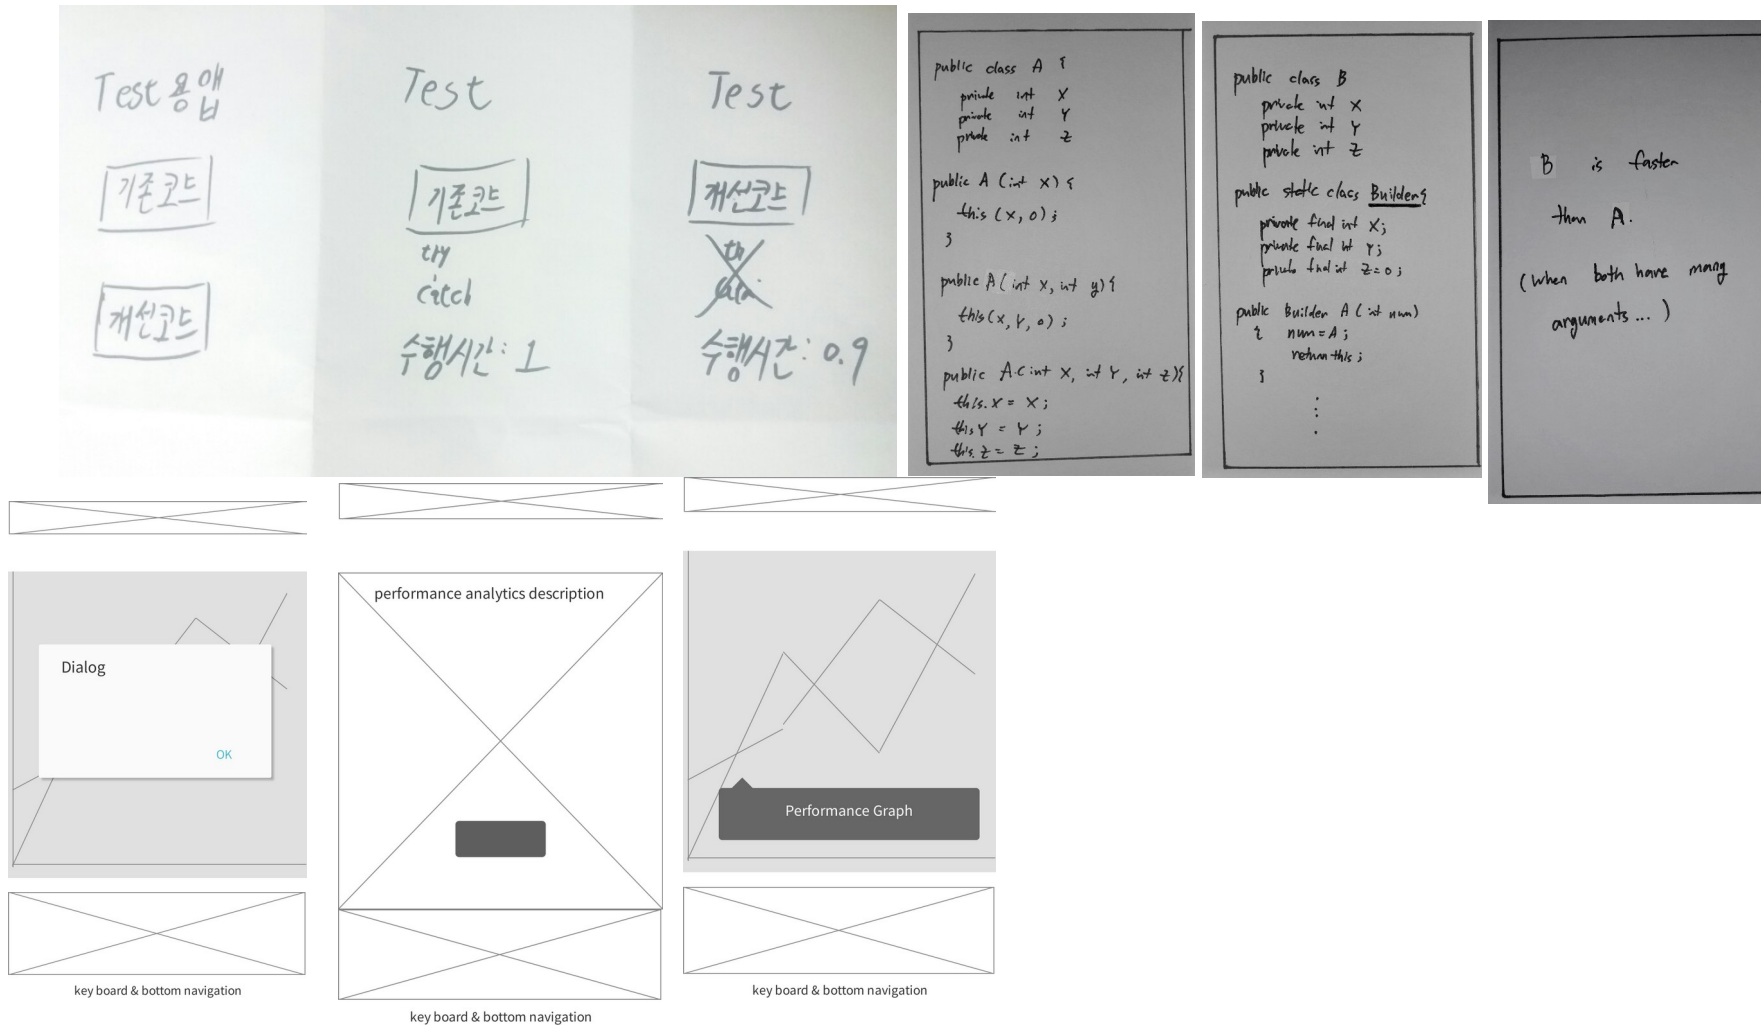 Test용 앱
기존코드
개선코드
Test
기존코드
try
catch
수행시간: 1
Test
개선코드
수행시간: 0.9
public class A {
private int X
private int Y
private int Z
public A (int X) {
this (X, 0);
}
public A (int X, int y) {
this (X, Y, 0);
}
public A (int X, int Y, int Z) {
this.X = X;
this Y = Y;
this.Z = Z;
public class B
private int X
private int Y
private int Z
public static class Builder {
private final int X;
private final int Y;
private final int Z = 0;
public Builder A (int num)
{ num = A;
return this;
}
B is faster
than A.
(when both have many
arguments...)
Dialog
OK
key board & bottom navigation
performance analytics description
key board & bottom navigation
Performance Graph
key board & bottom navigation